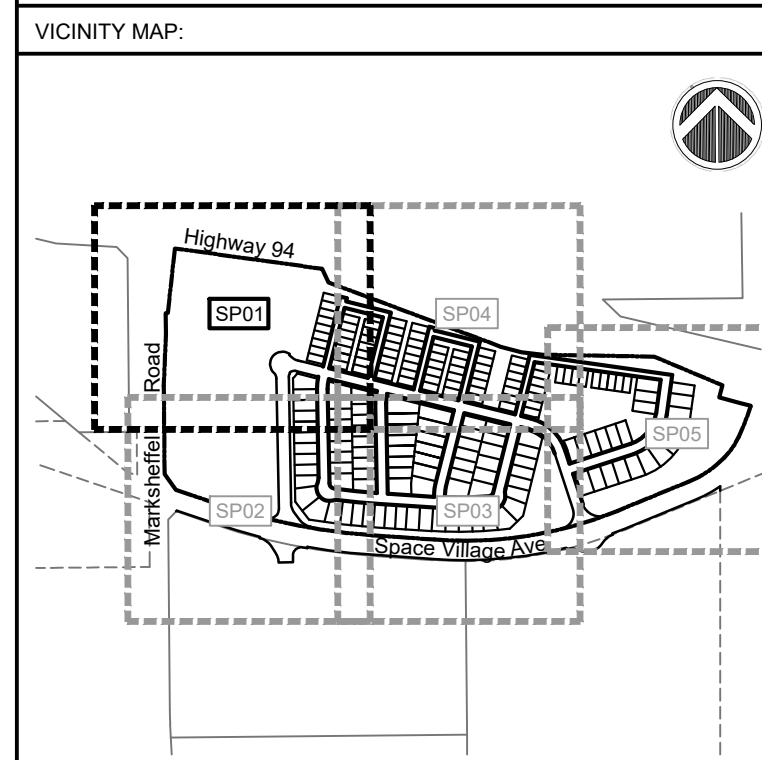 VICINITY MAP:
Highway 94
SP01
SP04
Marksheffel Road
SP05
SP02
SP03
Space Village Ave